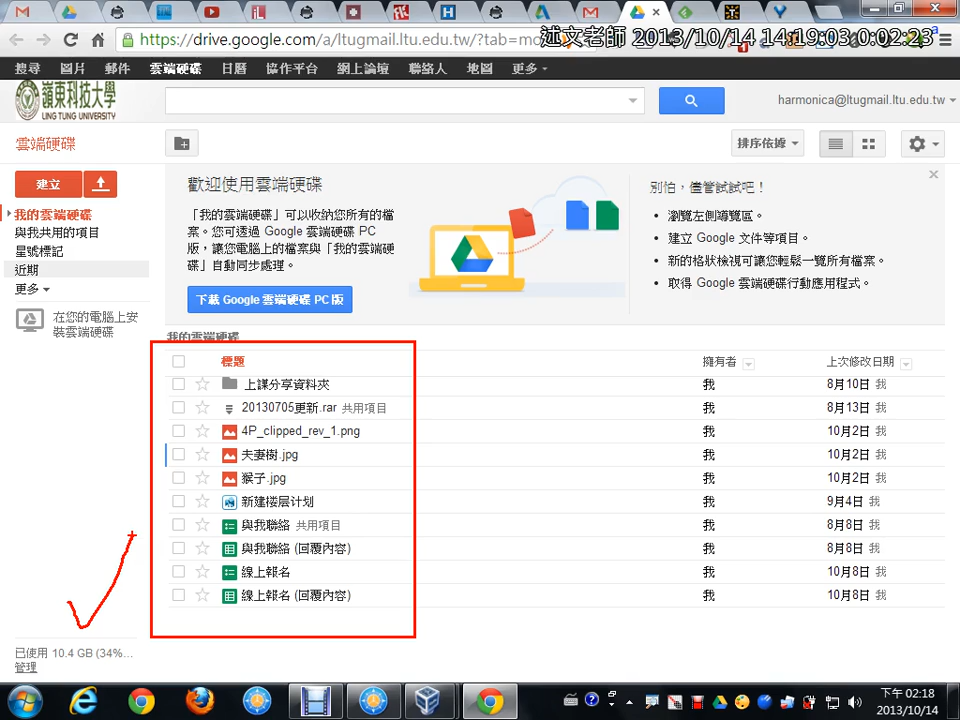 https://drive.google.com/a/ltugmail.ltu.edu.tw/?tab=mo
述文老師 2013/10/14 14:19:03 0:02:23
搜尋 圖片 郵件 雲端硬碟 日曆 協作平台 網上論壇 聯絡人 地圖 更多
嶺東科技大學
LING TUNG UNIVERSITY
harmonica@ltugmail.ltu.edu.tw
雲端硬碟
排序依據
建立
我的雲端硬碟
與我共用的項目
星號標記
近期
更多
在您的電腦上安
裝雲端硬碟
歡迎使用雲端硬碟
「我的雲端硬碟」可以收納您所有的檔
案。您可透過 Google 雲端硬碟 PC
版，讓您電腦上的檔案與「我的雲端硬
碟」自動同步處理。
下載 Google 雲端硬碟 PC 版
別怕，儘管試試吧！
• 瀏覽左側導覽區。
• 建立 Google 文件等項目。
• 新的格狀檢視可讓您輕鬆一覽所有檔案。
• 取得 Google 雲端硬碟行動應用程式。
我的雲端硬碟
標題 擁有者 上次修改日期
上課分享資料夾 我 8月10日 我
20130705更新.rar 共用項目 我 8月13日 我
4P_clipped_rev_1.png 我 10月2日 我
夫妻樹.jpg 我 10月2日 我
猴子.jpg 我 10月2日 我
新建楼层计划 我 9月4日 我
與我聯絡 共用項目 我 8月8日 我
與我聯絡 (回覆內容) 我 8月8日 我
線上報名 我 10月8日 我
線上報名 (回覆內容) 我 10月8日 我
已使用 10.4 GB (34%...
管理
下午 02:18
2013/10/14